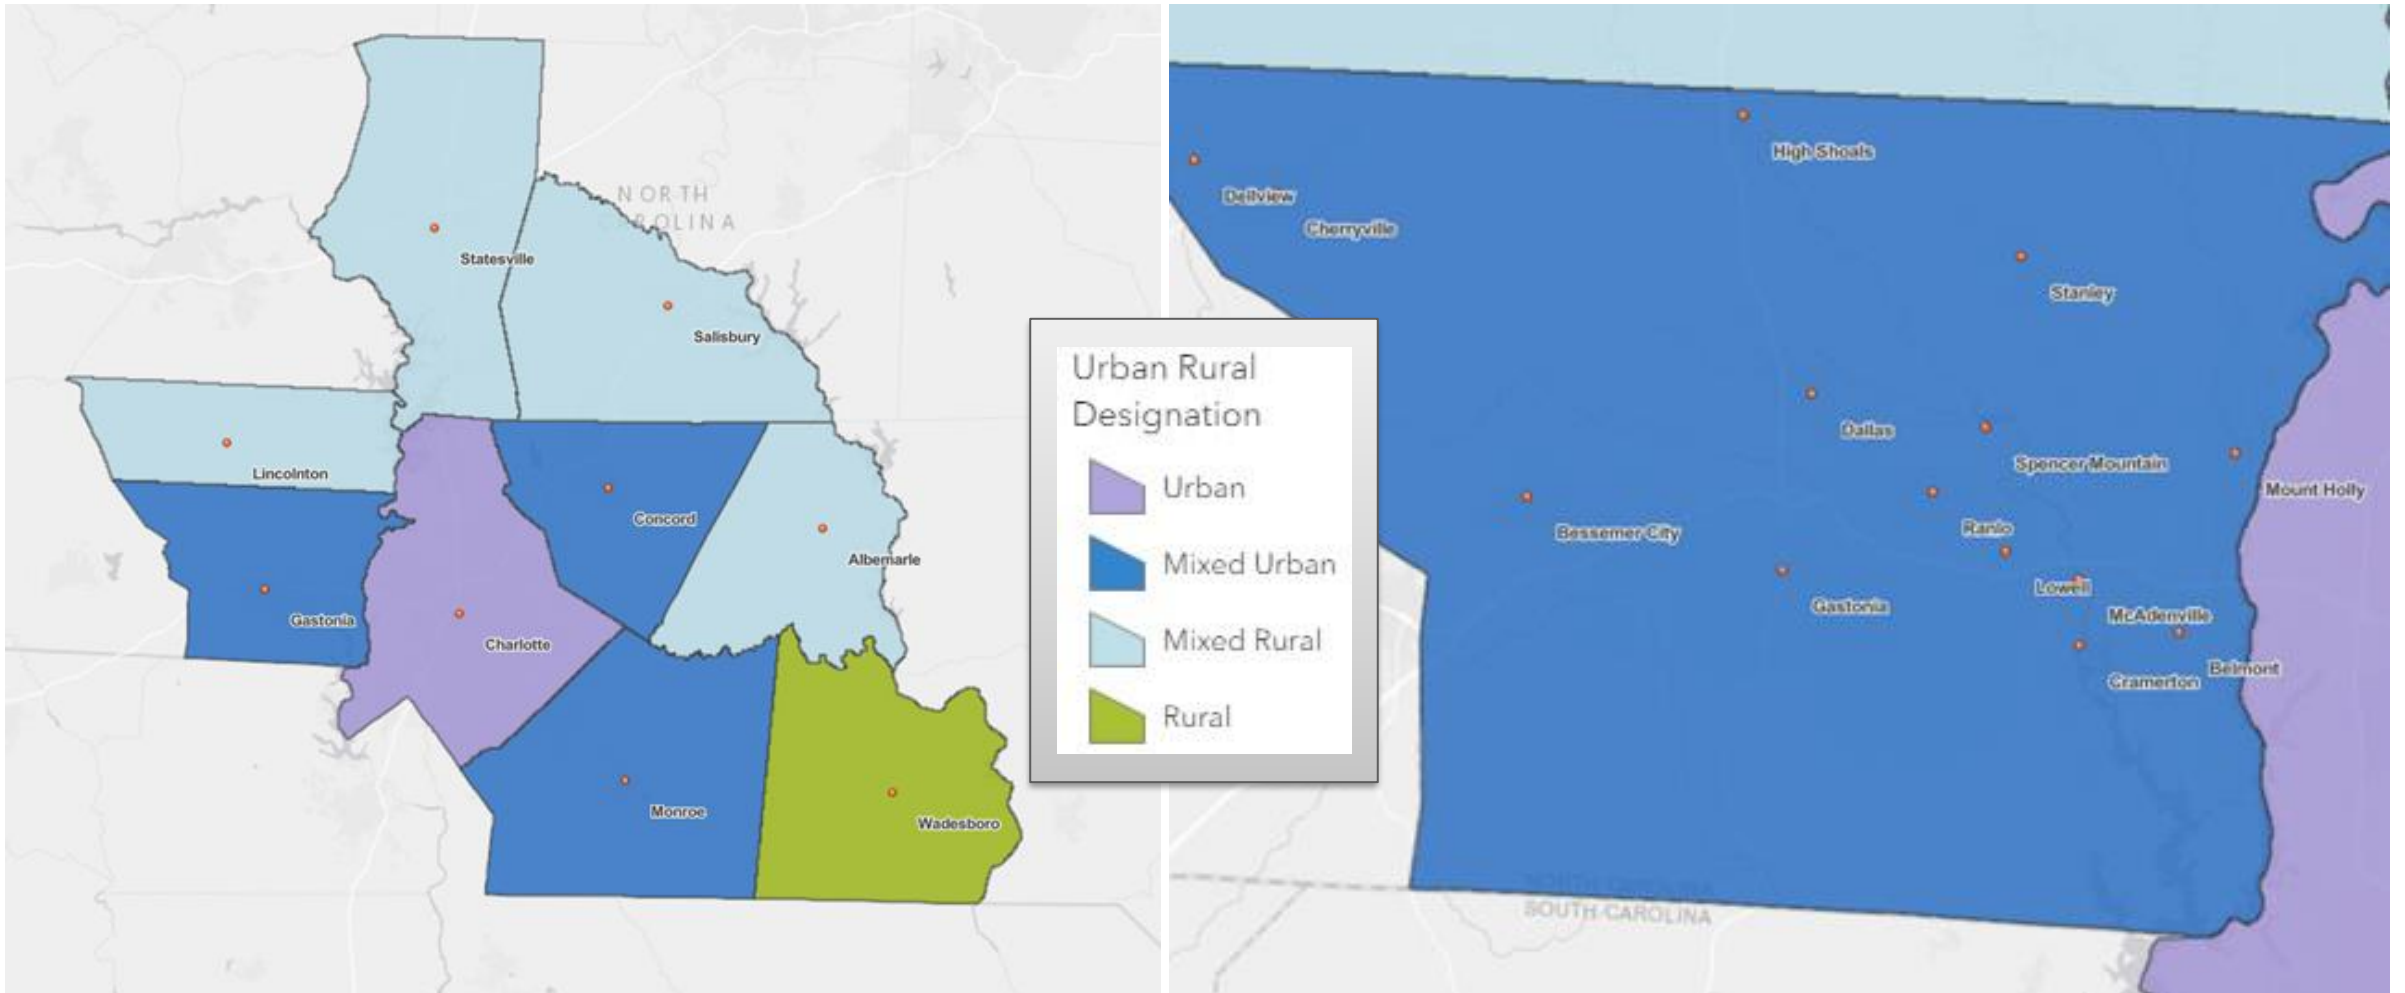 NORTH
CAROLINA
Statesville
Salisbury
Lincolnton
Concord
Albemarle
Gastonia
Charlotte
Monroe
Wadesboro
Urban Rural
Designation
Urban
Mixed Urban
Mixed Rural
Rural
High Shoals
Dellview
Cherryville
Stanley
Dallas
Spencer Mountain
Mount Holly
Bessemer City
Ranlo
Lowell
Gastonia
McAdenville
Belmont
Cramerton
NORTH CAROLINA
SOUTH CAROLINA